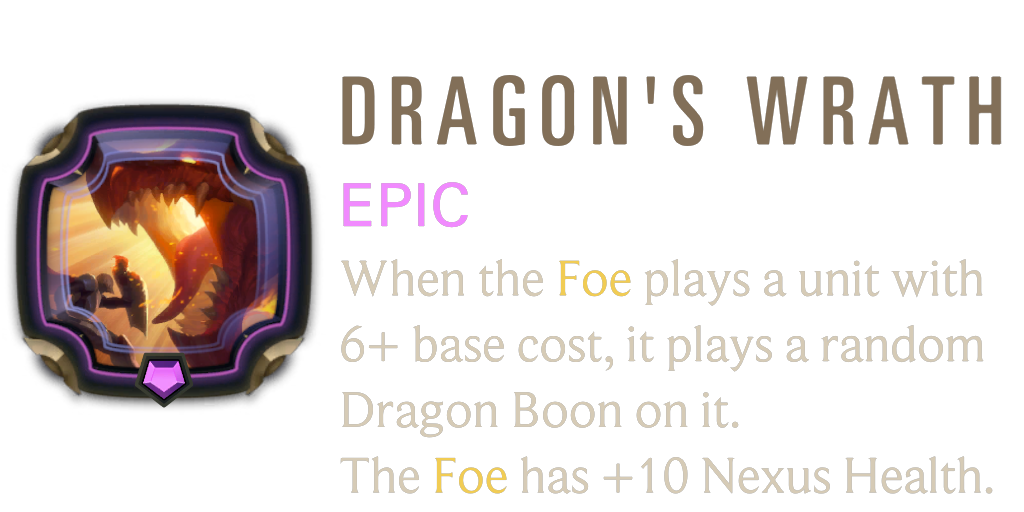 DRAGON'S WRATH
EPIC
When the Foe plays a unit with
6+ base cost, it plays a random
Dragon Boon on it.
The Foe has +10 Nexus Health.